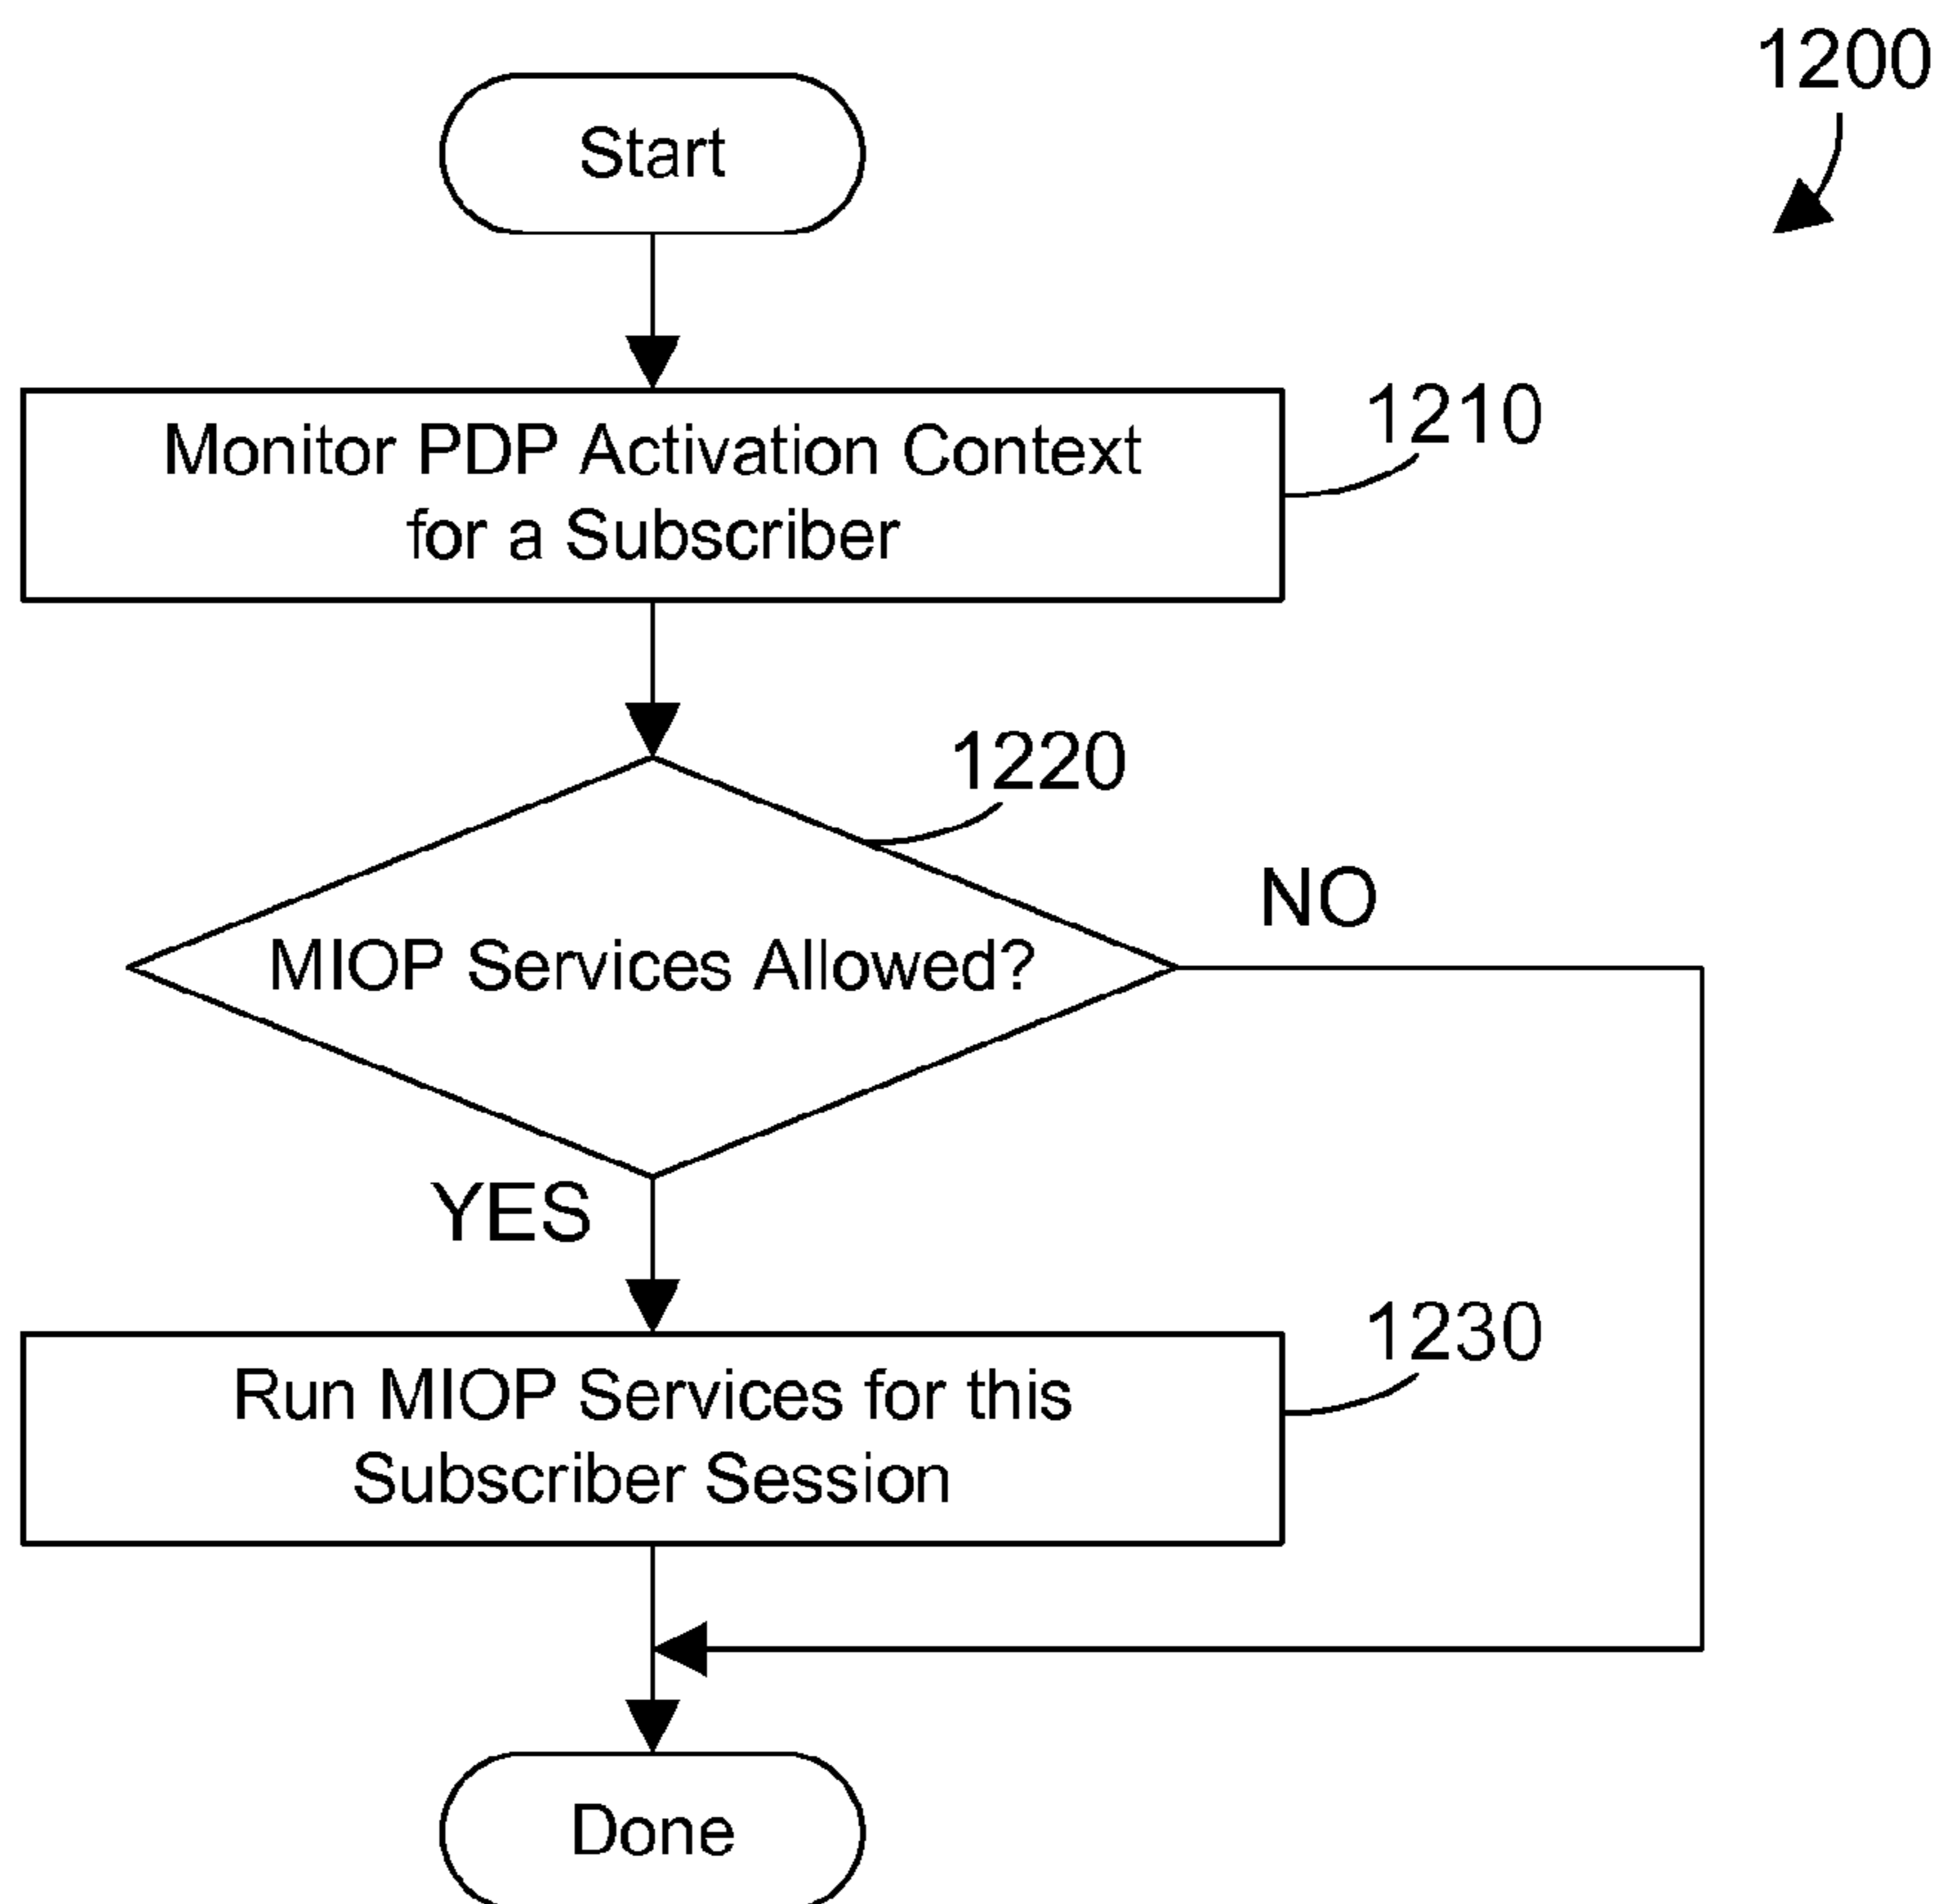 1200
Start
Monitor PDP Activation Context
for a Subscriber
1210
1220
MIOP Services Allowed?
NO
YES
Run MIOP Services for this
Subscriber Session
1230
Done